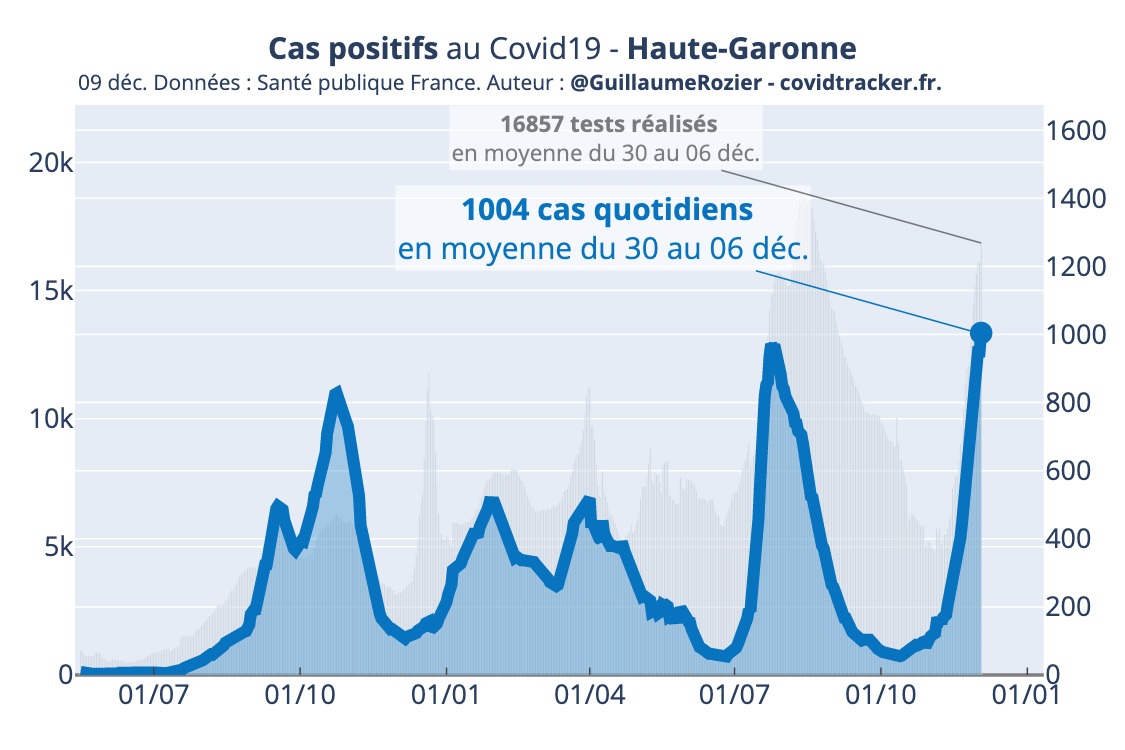 Cas positifs au Covid19 - Haute-Garonne
09 déc. Données : Santé publique France. Auteur : @GuillaumeRozier - covidtracker.fr.
16857 tests réalisés
en moyenne du 30 au 06 déc.
1004 cas quotidiens
en moyenne du 30 au 06 déc.
20k
15k
10k
5k
0
1600
1400
1200
1000
800
600
400
200
0
01/07
01/10
01/01
01/04
01/07
01/10
01/01